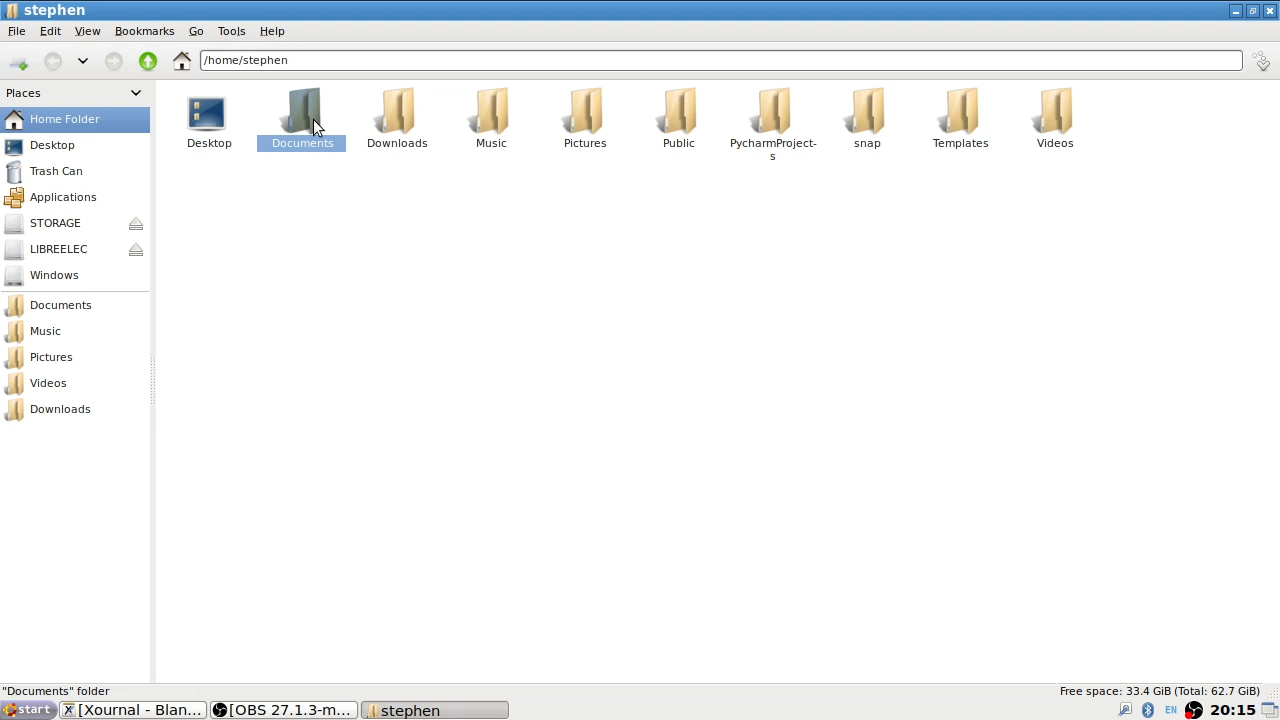 stephen
File Edit View Bookmarks Go Tools Help
/home/stephen
Places
Home Folder
Desktop
Trash Can
Applications
STORAGE
LIBREELEC
Windows
Documents
Music
Pictures
Videos
Downloads
Desktop Documents Downloads Music Pictures Public PycharmProject- snap Templates Videos
s
"Documents" folder Free space: 33.4 GiB (Total: 62.7 GiB)
start [Xournal - Blan... [OBS 27.1.3-m... stephen EN 20:15